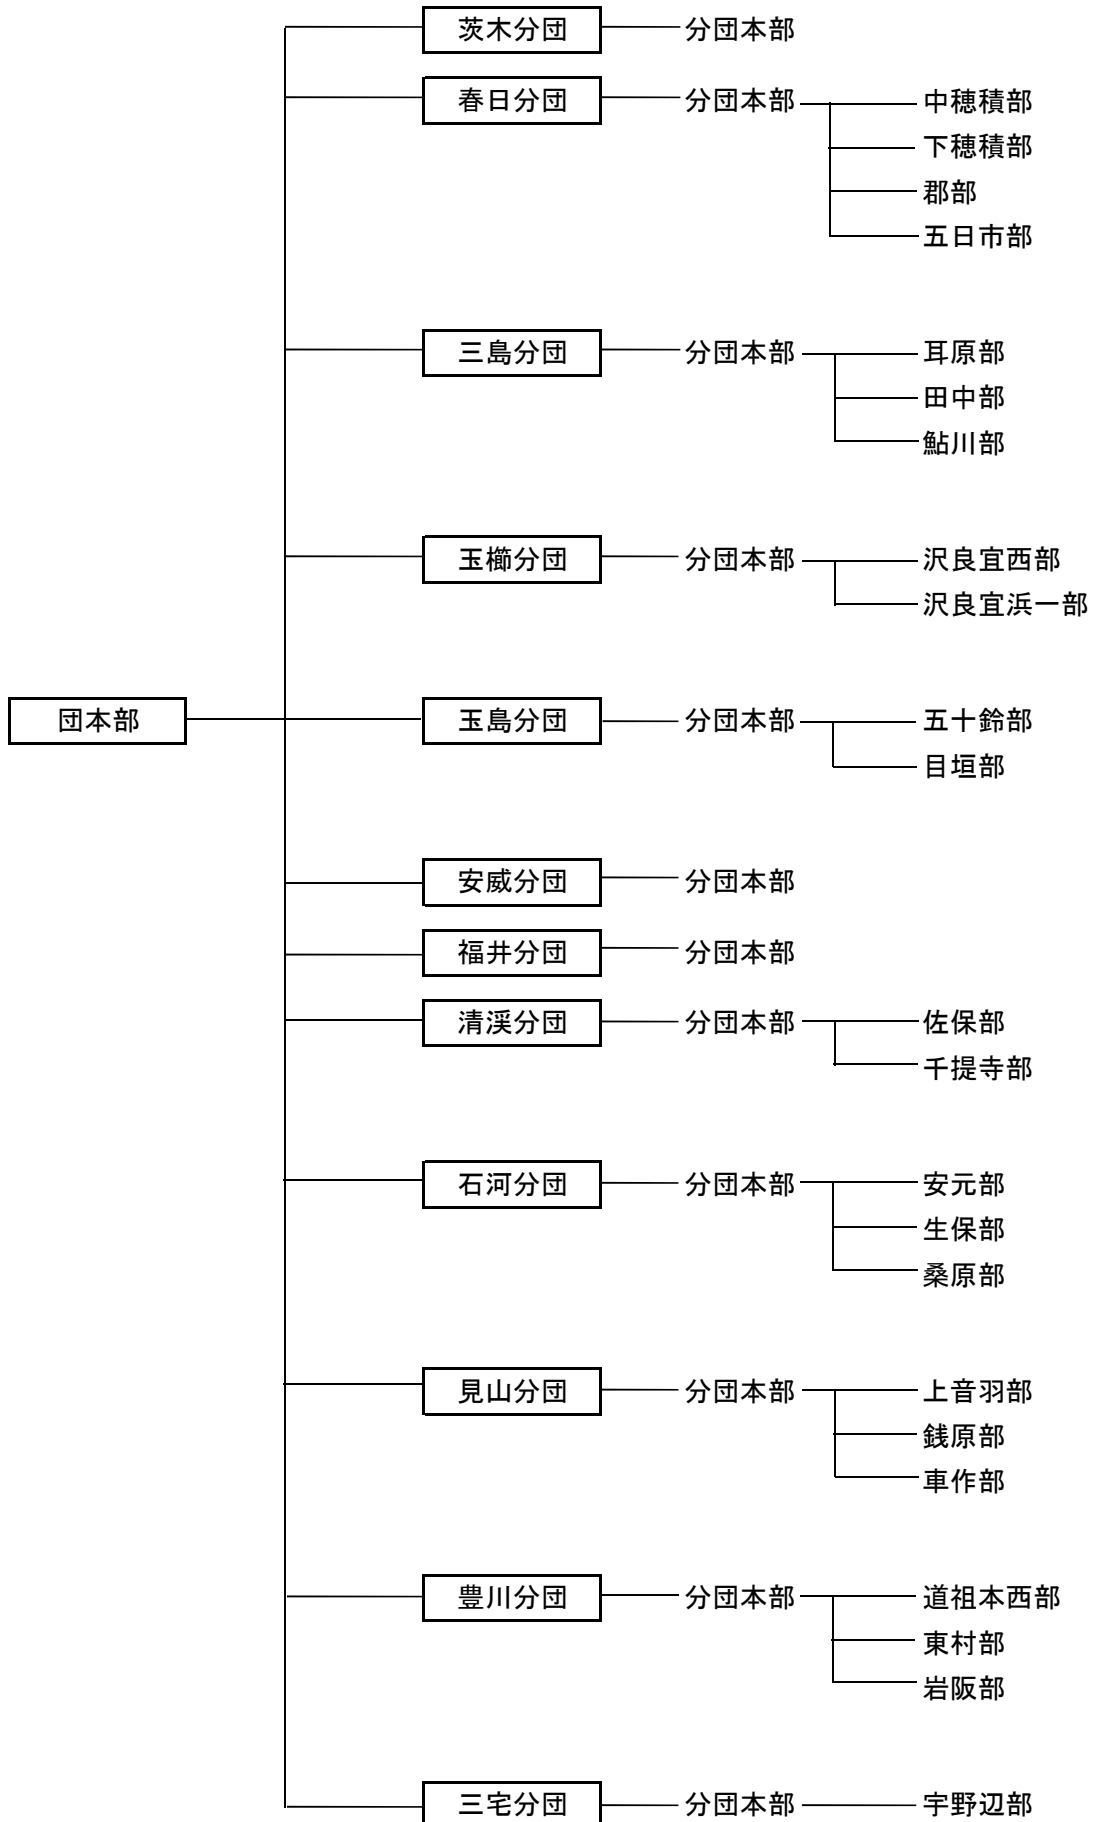 茨木分団 分団本部
春日分団 分団本部 中穂積部
下穂積部
郡部
五日市部
三島分団 分団本部 耳原部
田中部
鮎川部
玉櫛分団 分団本部 沢良宜西部
沢良宜浜一部
団本部 玉島分団 分団本部 五十鈴部
目垣部
安威分団 分団本部
福井分団 分団本部
清溪分団 分団本部 佐保部
千提寺部
石河分団 分団本部 安元部
生保部
桑原部
見山分団 分団本部 上音羽部
銭原部
車作部
豊川分団 分団本部 道祖本西部
東村部
岩阪部
三宅分団 分団本部 宇野辺部